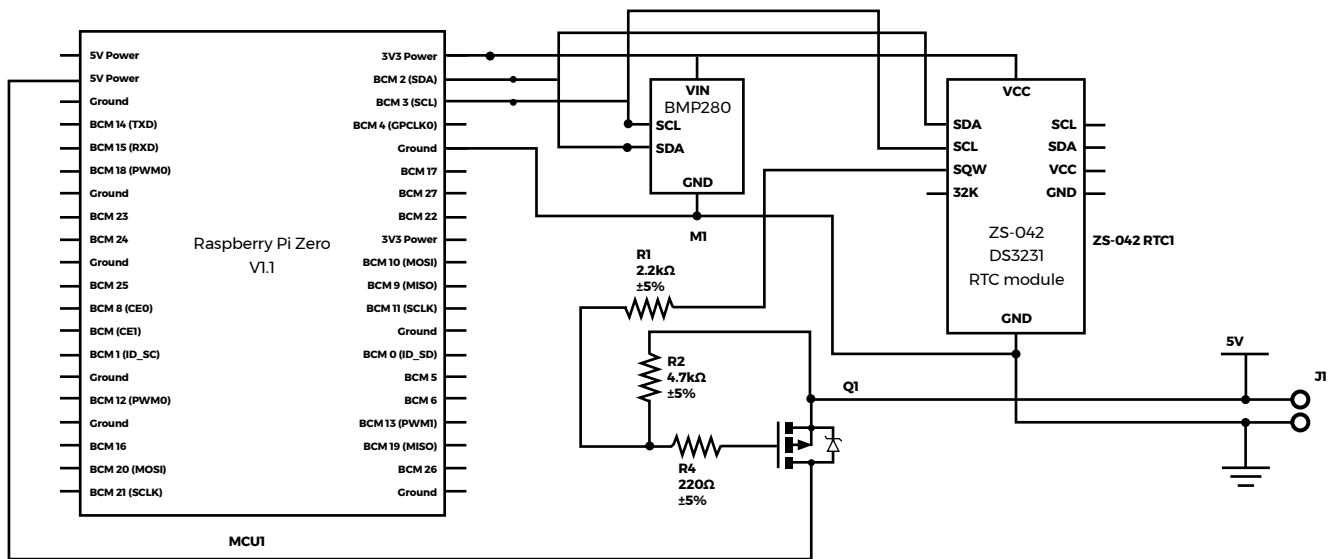 5V Power
5V Power
Ground
BCM 14 (TXD)
BCM 15 (RXD)
BCM 18 (PWM0)
Ground
BCM 23
BCM 24
Ground
BCM 25
BCM 8 (CE0)
BCM (CE1)
BCM 1 (ID_SC)
Ground
BCM 12 (PWM0)
Ground
BCM 16
BCM 20 (MOSI)
BCM 21 (SCLK)
Raspberry Pi Zero
V1.1
3V3 Power
BCM 2 (SDA)
BCM 3 (SCL)
BCM 4 (GPCLK0)
Ground
BCM 17
BCM 27
BCM 22
3V3 Power
BCM 10 (MOSI)
BCM 9 (MISO)
BCM 11 (SCLK)
Ground
BCM 0 (ID_SD)
BCM 5
BCM 6
BCM 13 (PWM1)
BCM 19 (MISO)
BCM 26
Ground
MCU1
VIN
BMP280
SCL
SDA
GND
M1
R1
2.2kΩ
±5%
R2
4.7kΩ
±5%
R4
220Ω
±5%
Q1
VCC
SDA
SCL
SQW
32K
SCL
SDA
VCC
GND
ZS-042
DS3231
RTC module
GND
ZS-042 RTC1
5V
J1